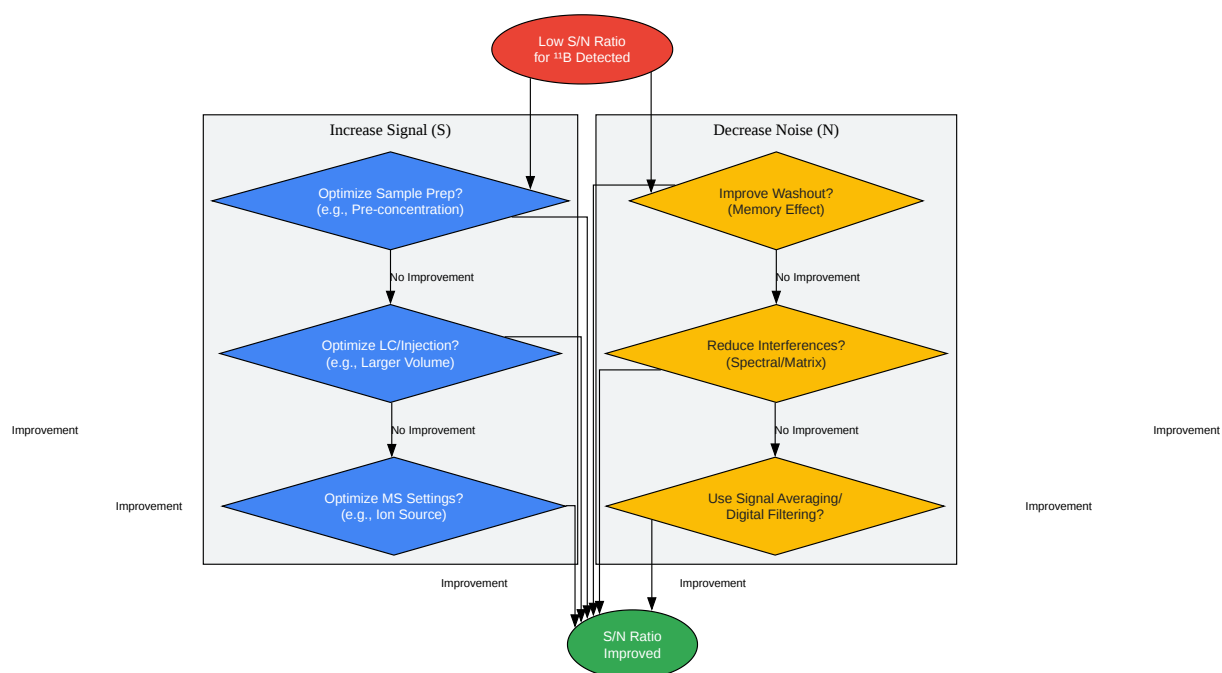 Low S/N Ratio
for ¹¹B Detected
Increase Signal (S)
Decrease Noise (N)
Optimize Sample Prep?
(e.g., Pre-concentration)
Improve Washout?
(Memory Effect)
No Improvement
No Improvement
Optimize LC/Injection?
(e.g., Larger Volume)
Reduce Interferences?
(Spectral/Matrix)
Improvement
No Improvement
No Improvement
Improvement
Improvement
Optimize MS Settings?
(e.g., Ion Source)
Use Signal Averaging/
Digital Filtering?
Improvement
Improvement
Improvement
S/N Ratio
Improved